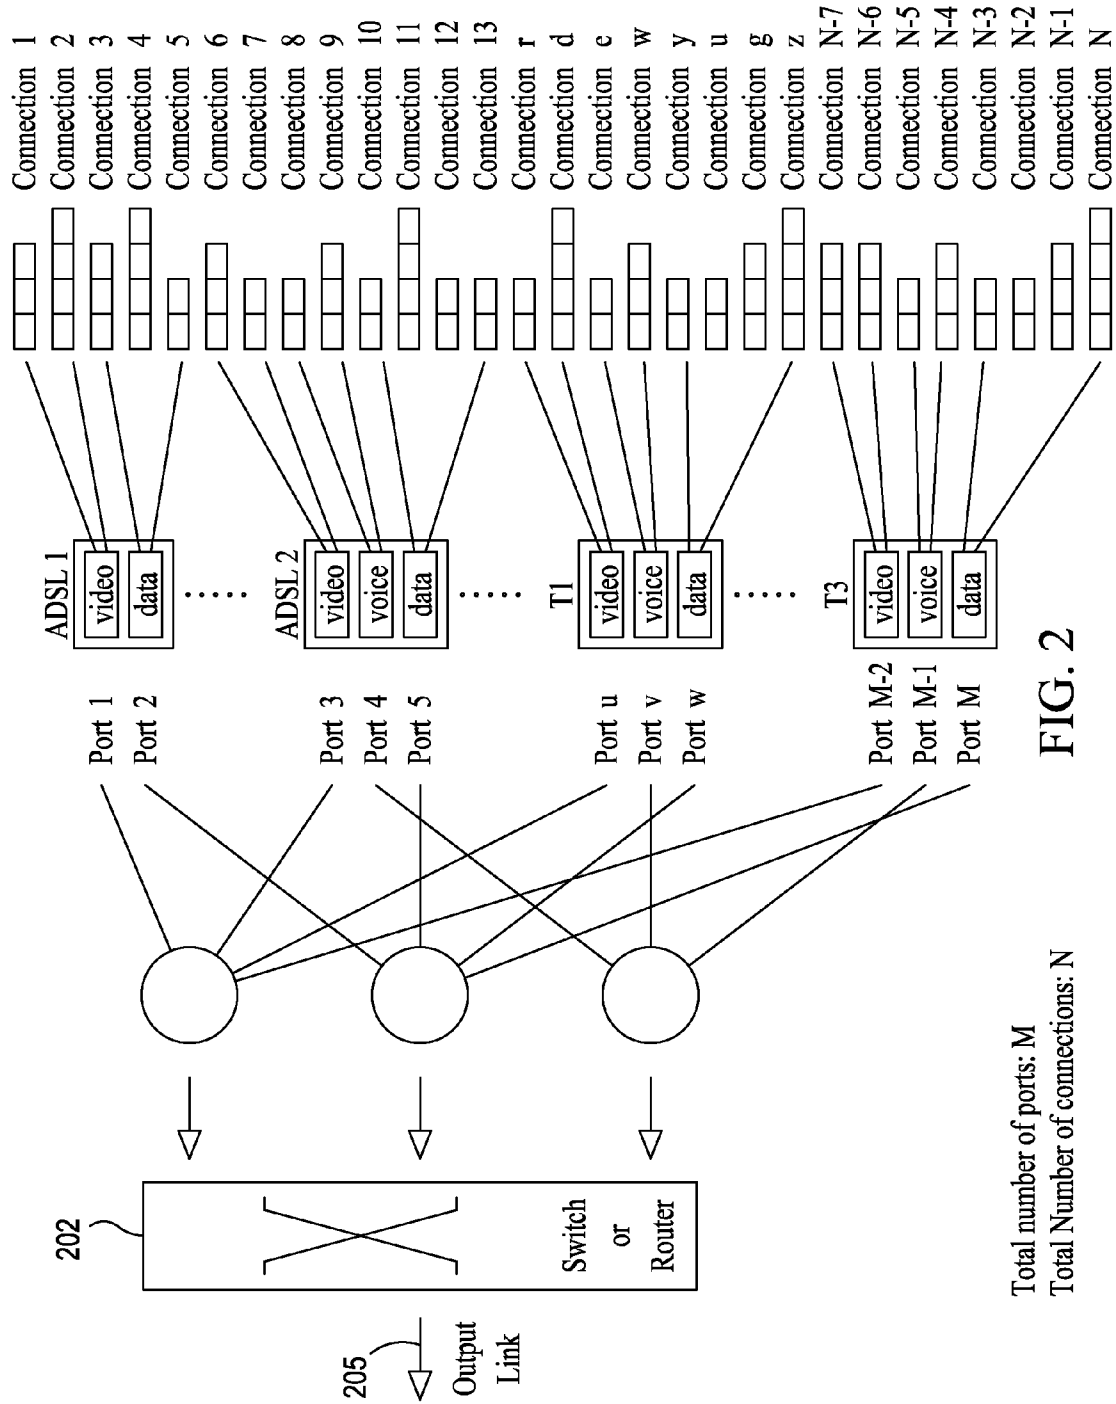 202
205
Output
Link
Switch
or
Router
Port 1
Port 2
Port 3
Port 4
Port 5
Port u
Port v
Port w
Port M-2
Port M-1
Port M
ADSL 1
video
data
ADSL 2
video
voice
data
T1
video
voice
data
T3
video
voice
data
Connection 1
Connection 2
Connection 3
Connection 4
Connection 5
Connection 6
Connection 7
Connection 8
Connection 9
Connection 10
Connection 11
Connection 12
Connection 13
Connection r
Connection d
Connection e
Connection w
Connection y
Connection u
Connection g
Connection z
Connection N-7
Connection N-6
Connection N-5
Connection N-4
Connection N-3
Connection N-2
Connection N-1
Connection N
Total number of ports: M
Total Number of connections: N
FIG. 2